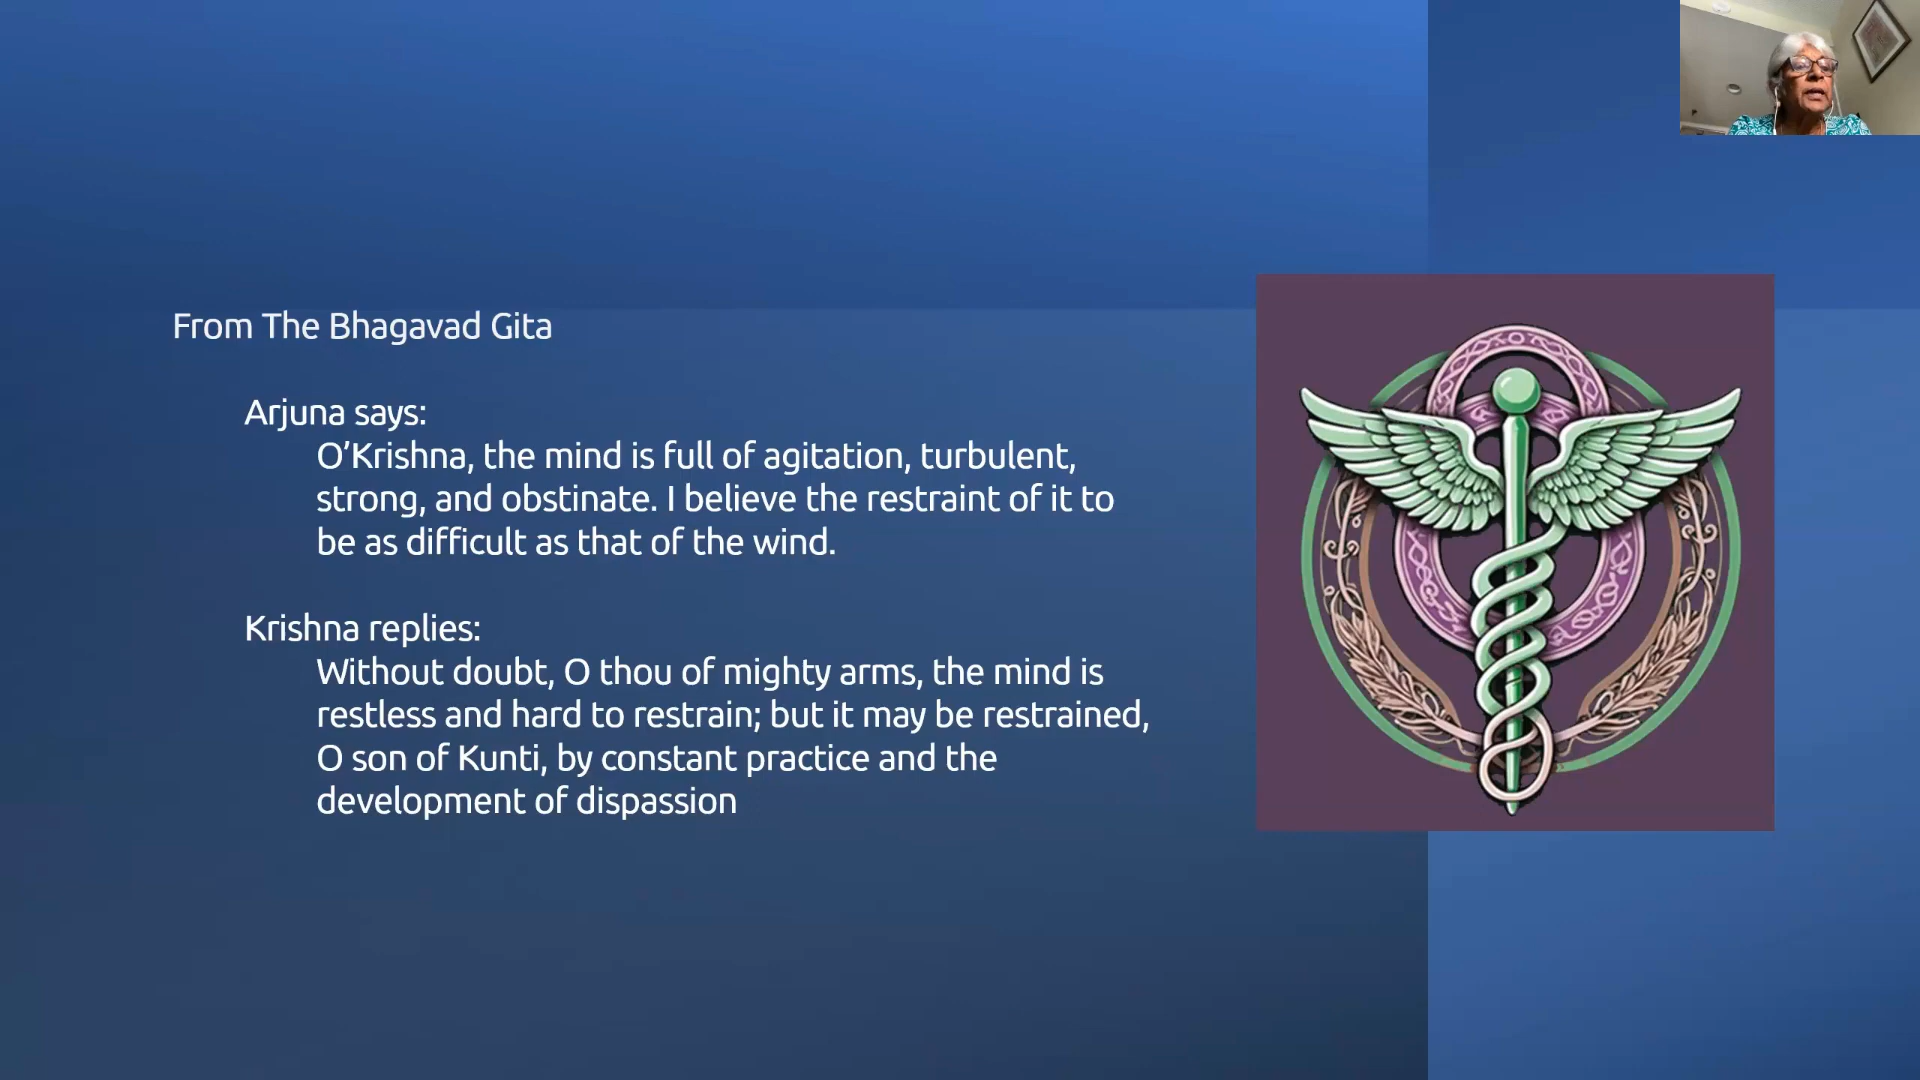 From The Bhagavad Gita
Arjuna says:
O’Krishna, the mind is full of agitation, turbulent,
strong, and obstinate. I believe the restraint of it to
be as difficult as that of the wind.
Krishna replies:
Without doubt, O thou of mighty arms, the mind is
restless and hard to restrain; but it may be restrained,
O son of Kunti, by constant practice and the
development of dispassion